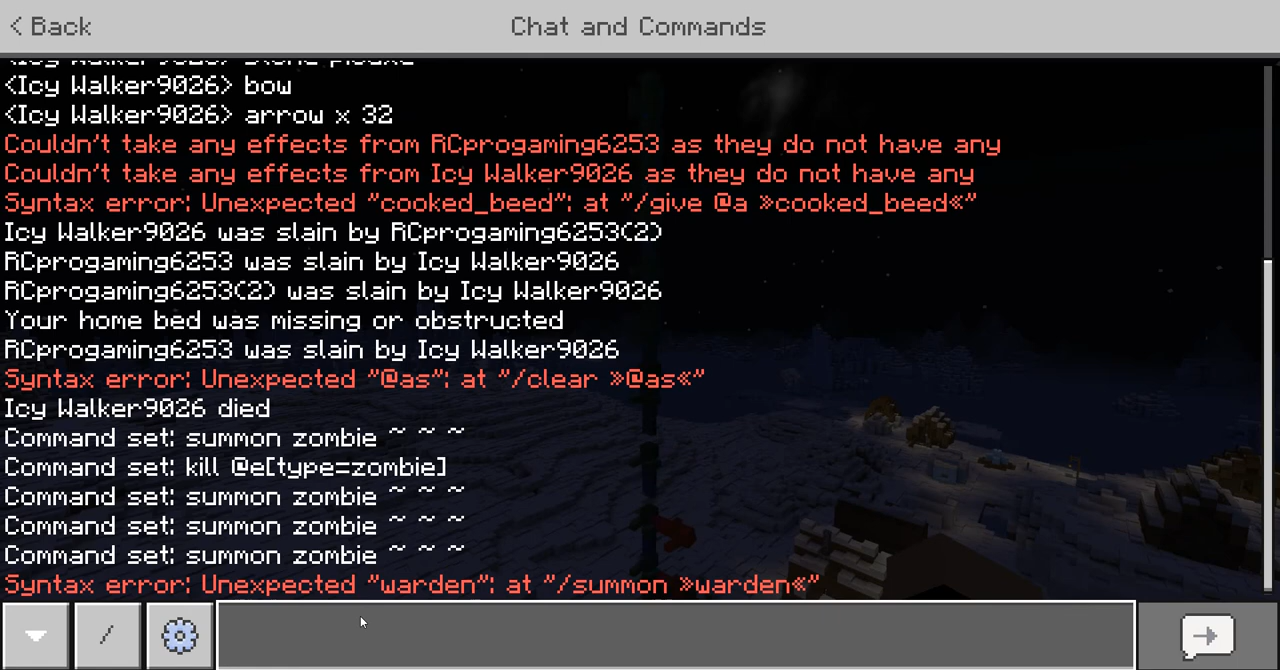 Back
Chat and Commands
<Icy Walker9026> bow
<Icy Walker9026> arrow x 32
Couldn't take any effects from RCprogaming6253 as they do not have any
Couldn't take any effects from Icy Walker9026 as they do not have any
Syntax error: Unexpected "cooked_beed": at "/give @a »cooked_beed«"
Icy Walker9026 was slain by RCprogaming6253(2)
RCprogaming6253 was slain by Icy Walker9026
RCprogaming6253(2) was slain by Icy Walker9026
Your home bed was missing or obstructed
RCprogaming6253 was slain by Icy Walker9026
Syntax error: Unexpected "@as": at "/clear »@as«"
Icy Walker9026 died
Command set: summon zombie ~ ~ ~
Command set: kill @e[type=zombie]
Command set: summon zombie ~ ~ ~
Command set: summon zombie ~ ~ ~
Command set: summon zombie ~ ~ ~
Syntax error: Unexpected "warden": at "/summon »warden«"
/